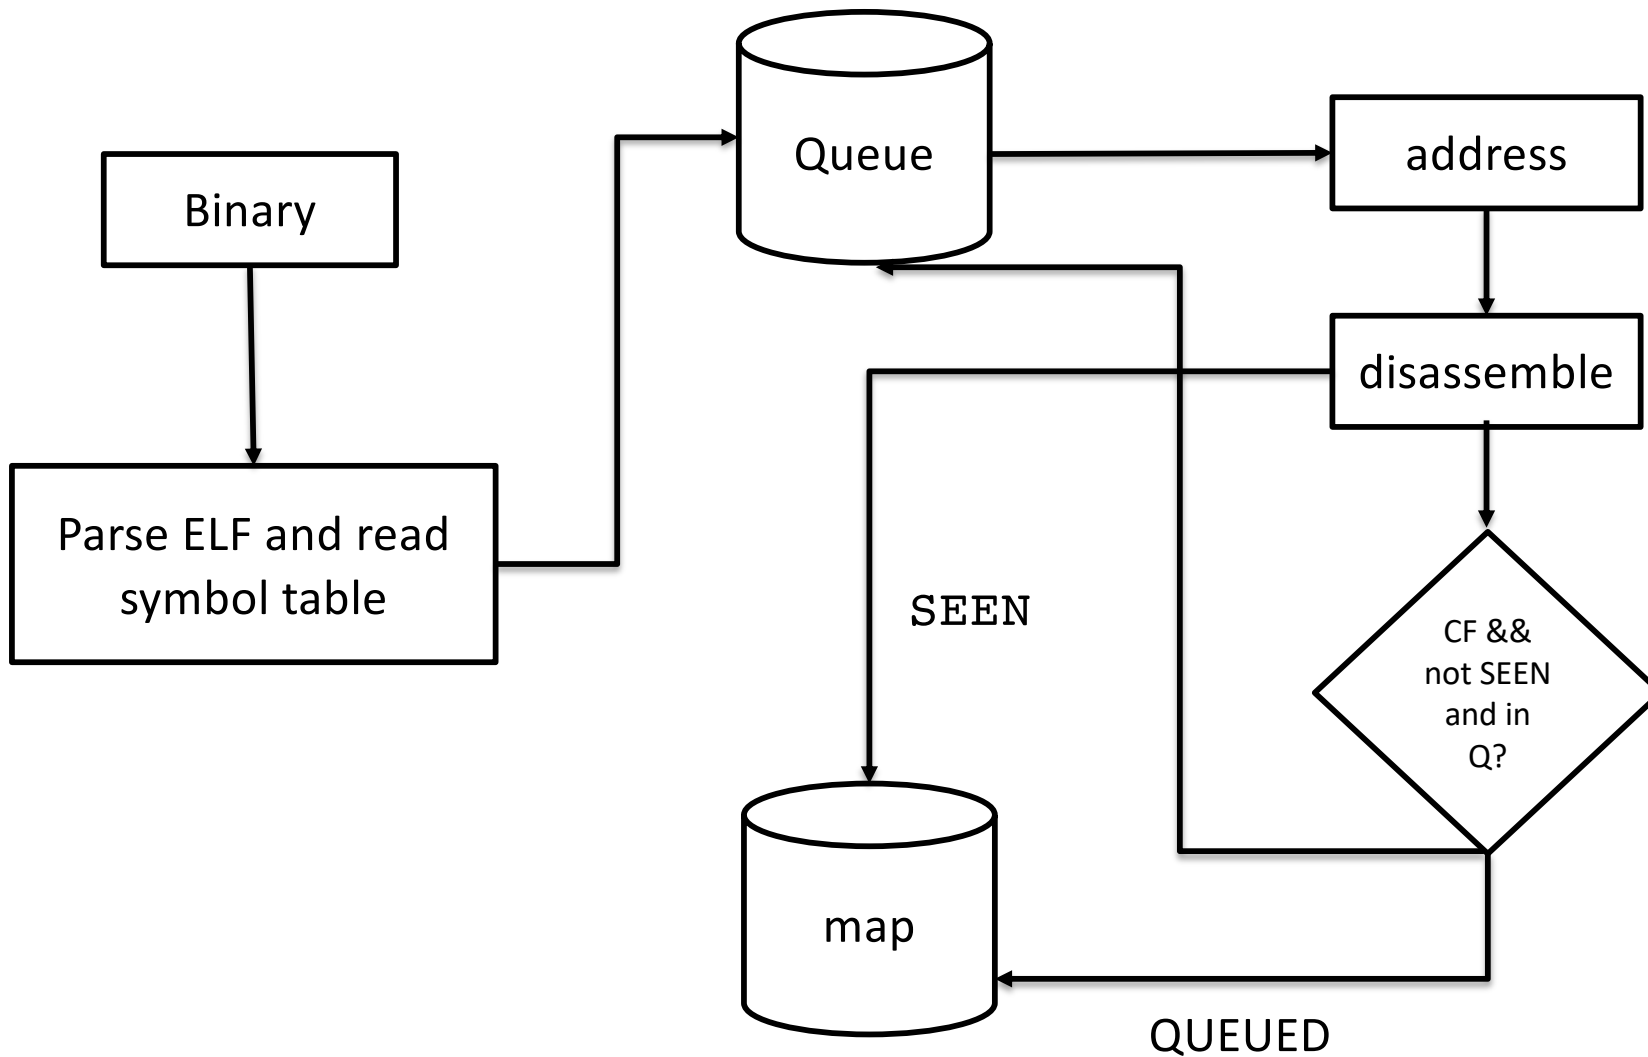 Queue
address
Binary
disassemble
Parse ELF and read
symbol table
SEEN
CF &&
not SEEN
and in
Q?
map
QUEUED